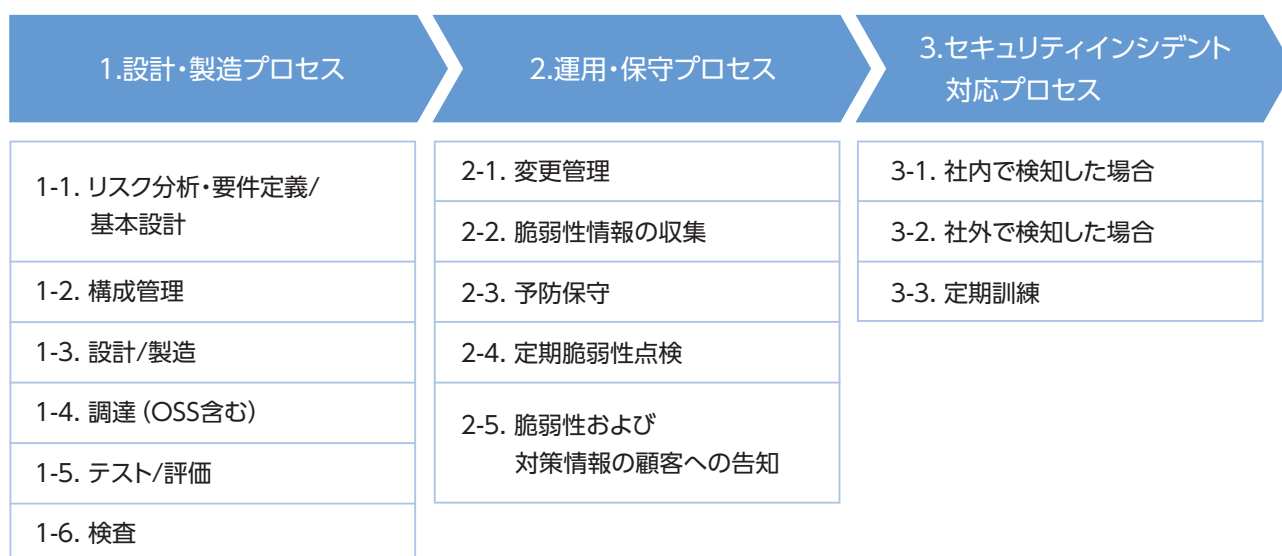 1.設計・製造プロセス
1-1. リスク分析・要件定義/
基本設計
1-2. 構成管理
1-3. 設計/製造
1-4. 調達（OSS含む）
1-5. テスト/評価
1-6. 検査
2.運用・保守プロセス
2-1. 変更管理
2-2. 脆弱性情報の収集
2-3. 予防保守
2-4. 定期脆弱性点検
2-5. 脆弱性および
対策情報の顧客への告知
3.セキュリティインシデント
対応プロセス
3-1. 社内で検知した場合
3-2. 社外で検知した場合
3-3. 定期訓練